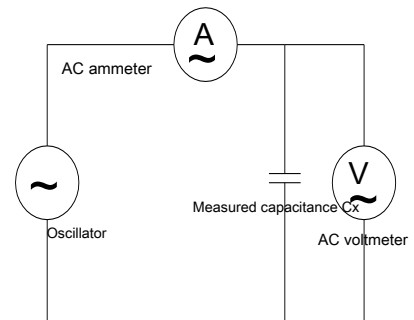 A
AC ammeter
V
Measured capacitance Cx
Oscillator
AC voltmeter